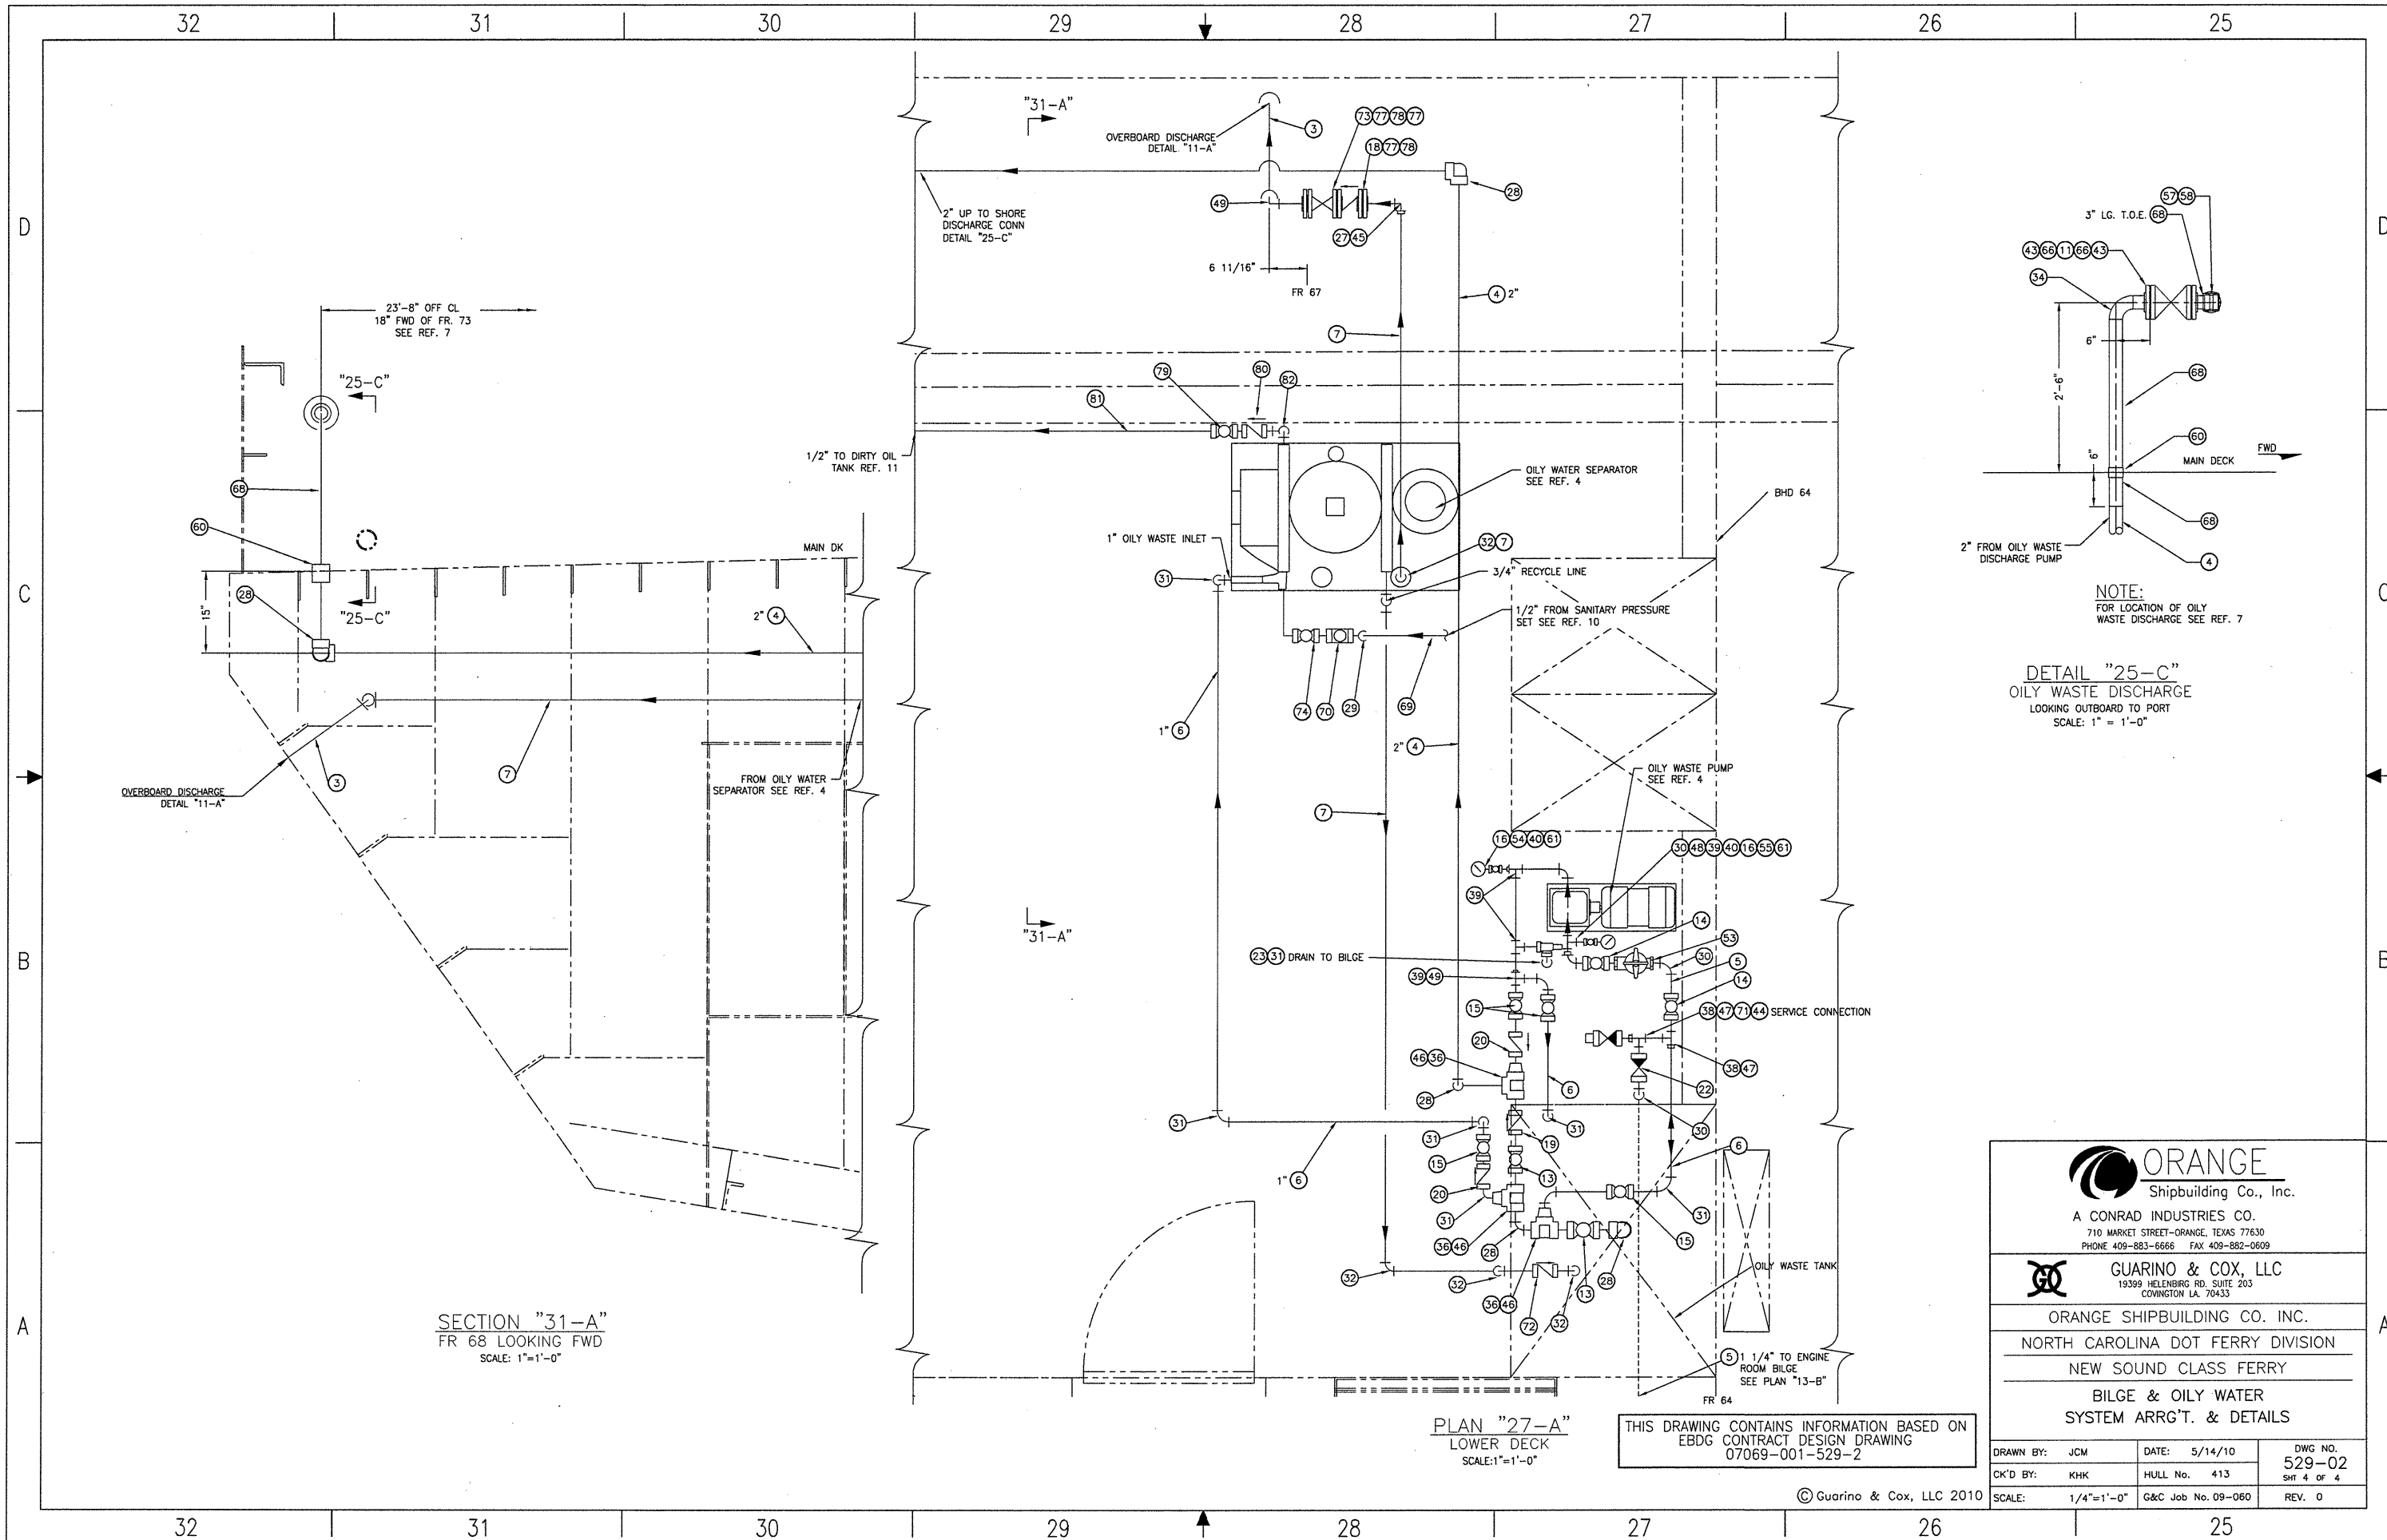 32 31 30 29 28 27 26 25
D
C
B
A
"31-A"
OVERBOARD DISCHARGE
DETAIL "11-A"
3
73 77 78 77
18 77 78
28
49
2" UP TO SHORE
DISCHARGE CONN
DETAIL "25-C"
27 45
6 11/16"
FR 67
4 2"
7
23'-8" OFF CL
18" FWD OF FR. 73
SEE REF. 7
"25-C"
68
60
MAIN DK
28
15"
"25-C"
2" 4
3
7
OVERBOARD DISCHARGE
DETAIL "11-A"
FROM OILY WATER
SEPARATOR SEE REF. 4
SECTION "31-A"
FR 68 LOOKING FWD
SCALE: 1"=1'-0"
79
80
82
81
1/2" TO DIRTY OIL
TANK REF. 11
OILY WATER SEPARATOR
SEE REF. 4
BHD 64
1" OILY WASTE INLET
31
32 7
3/4" RECYCLE LINE
1/2" FROM SANITARY PRESSURE
SET SEE REF. 10
74
70
29
69
1" 6
2" 4
OILY WASTE PUMP
SEE REF. 4
7
16 54 40 61
30 48 39 40 16 55 61
39
14
53
"31-A"
23 31 DRAIN TO BILGE
30
5
39 49
14
15
38 47 71 44 SERVICE CONNECTION
20
46 36
38 47
6
22
28
31
31
30
31
19
6
15
13
1" 6
20
31
31
36 46
28
15
OILY WASTE TANK
32
32
13
28
36 46
72
32
5 1 1/4" TO ENGINE
ROOM BILGE
SEE PLAN "13-B"
FR 64
PLAN "27-A"
LOWER DECK
SCALE:1"=1'-0"
57 58
3" LG. T.O.E. 68
43 66 11 66 43
34
6"
2'-6"
68
60
FWD
6"
MAIN DECK
68
2" FROM OILY WASTE
DISCHARGE PUMP
4
NOTE:
FOR LOCATION OF OILY
WASTE DISCHARGE SEE REF. 7
DETAIL "25-C"
OILY WASTE DISCHARGE
LOOKING OUTBOARD TO PORT
SCALE: 1" = 1'-0"
THIS DRAWING CONTAINS INFORMATION BASED ON
EBDG CONTRACT DESIGN DRAWING
07069-001-529-2
© Guarino & Cox, LLC 2010
ORANGE
Shipbuilding Co., Inc.
A CONRAD INDUSTRIES CO.
710 MARKET STREET-ORANGE, TEXAS 77630
PHONE 409-883-6666 FAX 409-882-0609
GC
GUARINO & COX, LLC
19399 HELENBIRG RD. SUITE 203
COVINGTON LA. 70433
ORANGE SHIPBUILDING CO. INC.
NORTH CAROLINA DOT FERRY DIVISION
NEW SOUND CLASS FERRY
BILGE & OILY WATER
SYSTEM ARRG'T. & DETAILS
DRAWN BY: JCM DATE: 5/14/10 DWG NO.
529-02
SHT 4 OF 4
CK'D BY: KHK HULL No. 413
SCALE: 1/4"=1'-0" G&C Job No. 09-060 REV. 0
D
C
B
A
32 31 30 29 28 27 26 25